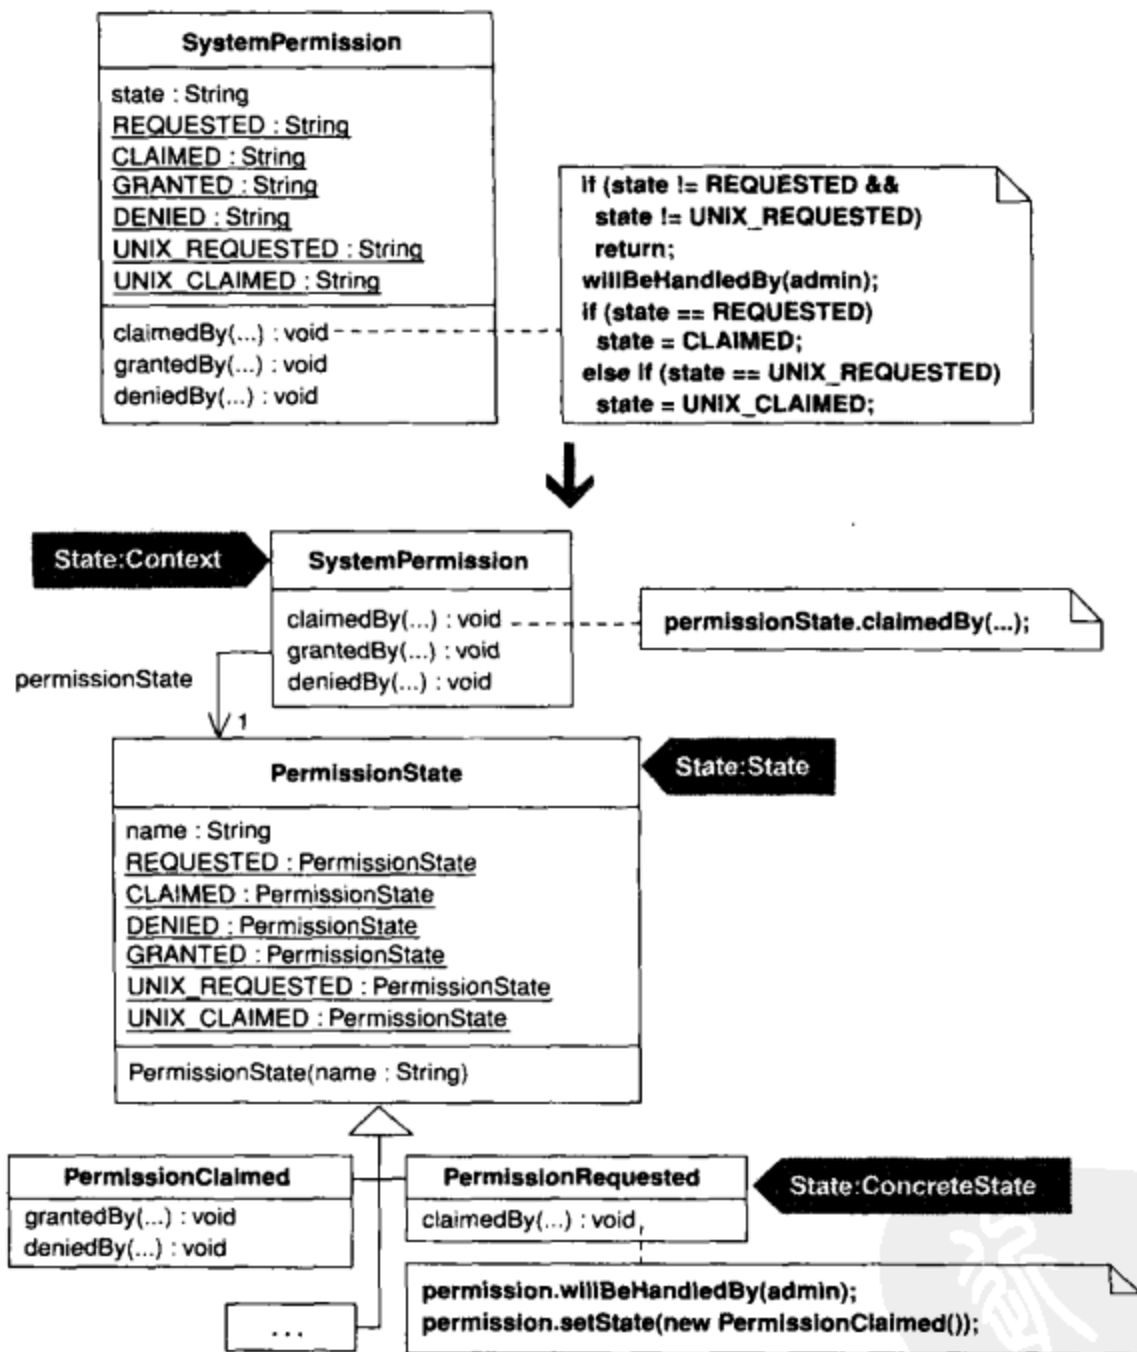 SystemPermission
state : String
REQUESTED : String
CLAIMED : String
GRANTED : String
DENIED : String
UNIX_REQUESTED : String
UNIX_CLAIMED : String
claimedBy(...) : void
grantedBy(...) : void
deniedBy(...) : void
if (state != REQUESTED &&
state != UNIX_REQUESTED)
return;
willBeHandledBy(admin);
if (state == REQUESTED)
state = CLAIMED;
else if (state == UNIX_REQUESTED)
state = UNIX_CLAIMED;
State:Context
SystemPermission
claimedBy(...) : void
grantedBy(...) : void
deniedBy(...) : void
permissionState.claimedBy(...);
permissionState
1
PermissionState
State:State
name : String
REQUESTED : PermissionState
CLAIMED : PermissionState
DENIED : PermissionState
GRANTED : PermissionState
UNIX_REQUESTED : PermissionState
UNIX_CLAIMED : PermissionState
PermissionState(name : String)
PermissionClaimed
grantedBy(...) : void
deniedBy(...) : void
PermissionRequested
claimedBy(...) : void
State:ConcreteState
permission.willBeHandledBy(admin);
permission.setState(new PermissionClaimed());
...